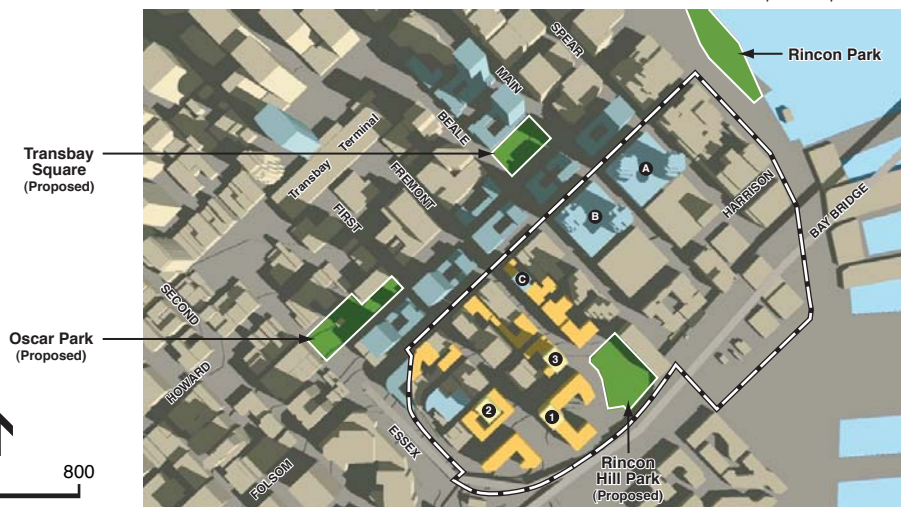 Rincon Park
SPEAR
MAIN
BEALE
Transbay Terminal
FREMONT
FIRST
Transbay
Square
(Proposed)
A
HARRISON
BAY BRIDGE
B
C
SECOND
Oscar Park
(Proposed)
HOWARD
3
2
1
ESSEX
Rincon
Hill Park
(Proposed)
FOLSOM
800